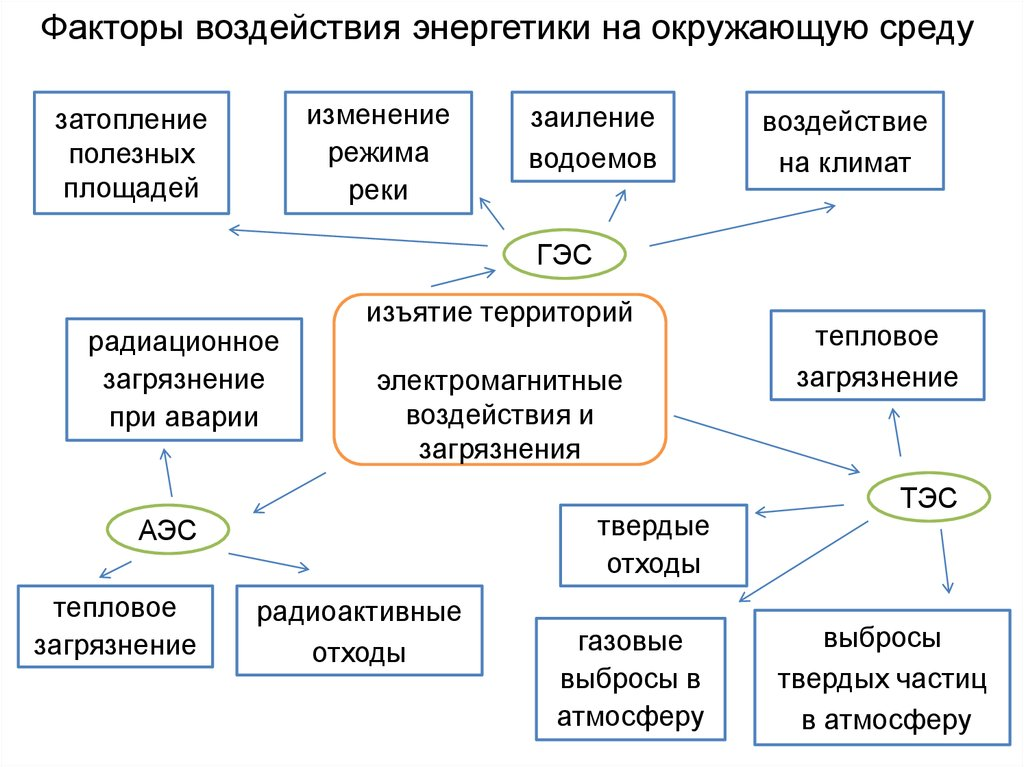 Факторы воздействия энергетики на окружающую среду
затопление
полезных
площадей
изменение
режима
реки
заиление
водоемов
воздействие
на климат
ГЭС
изъятие территорий
электромагнитные
воздействия и
загрязнения
радиационное
загрязнение
при аварии
тепловое
загрязнение
АЭС
ТЭС
тепловое
загрязнение
радиоактивные
отходы
твердые
отходы
газовые
выбросы в
атмосферу
выбросы
твердых частиц
в атмосферу